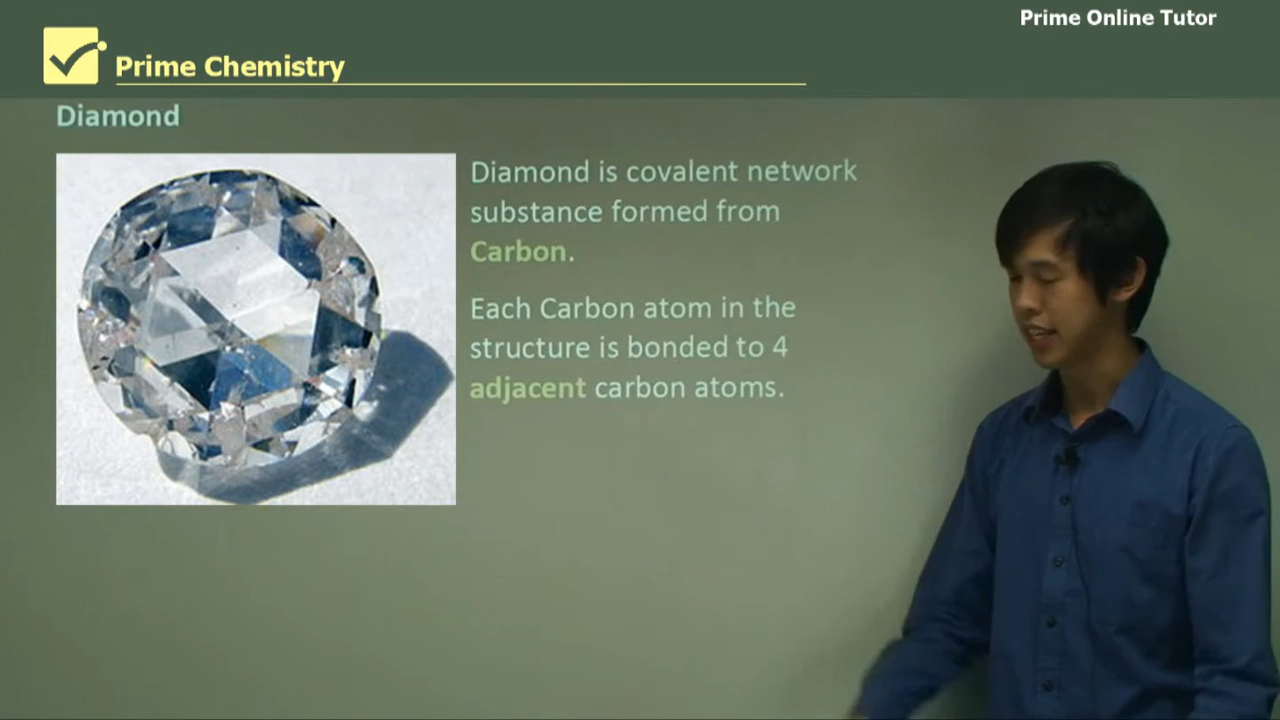 Prime Online Tutor
Prime Chemistry
Diamond
Diamond is covalent network
substance formed from
Carbon.
Each Carbon atom in the
structure is bonded to 4
adjacent carbon atoms.